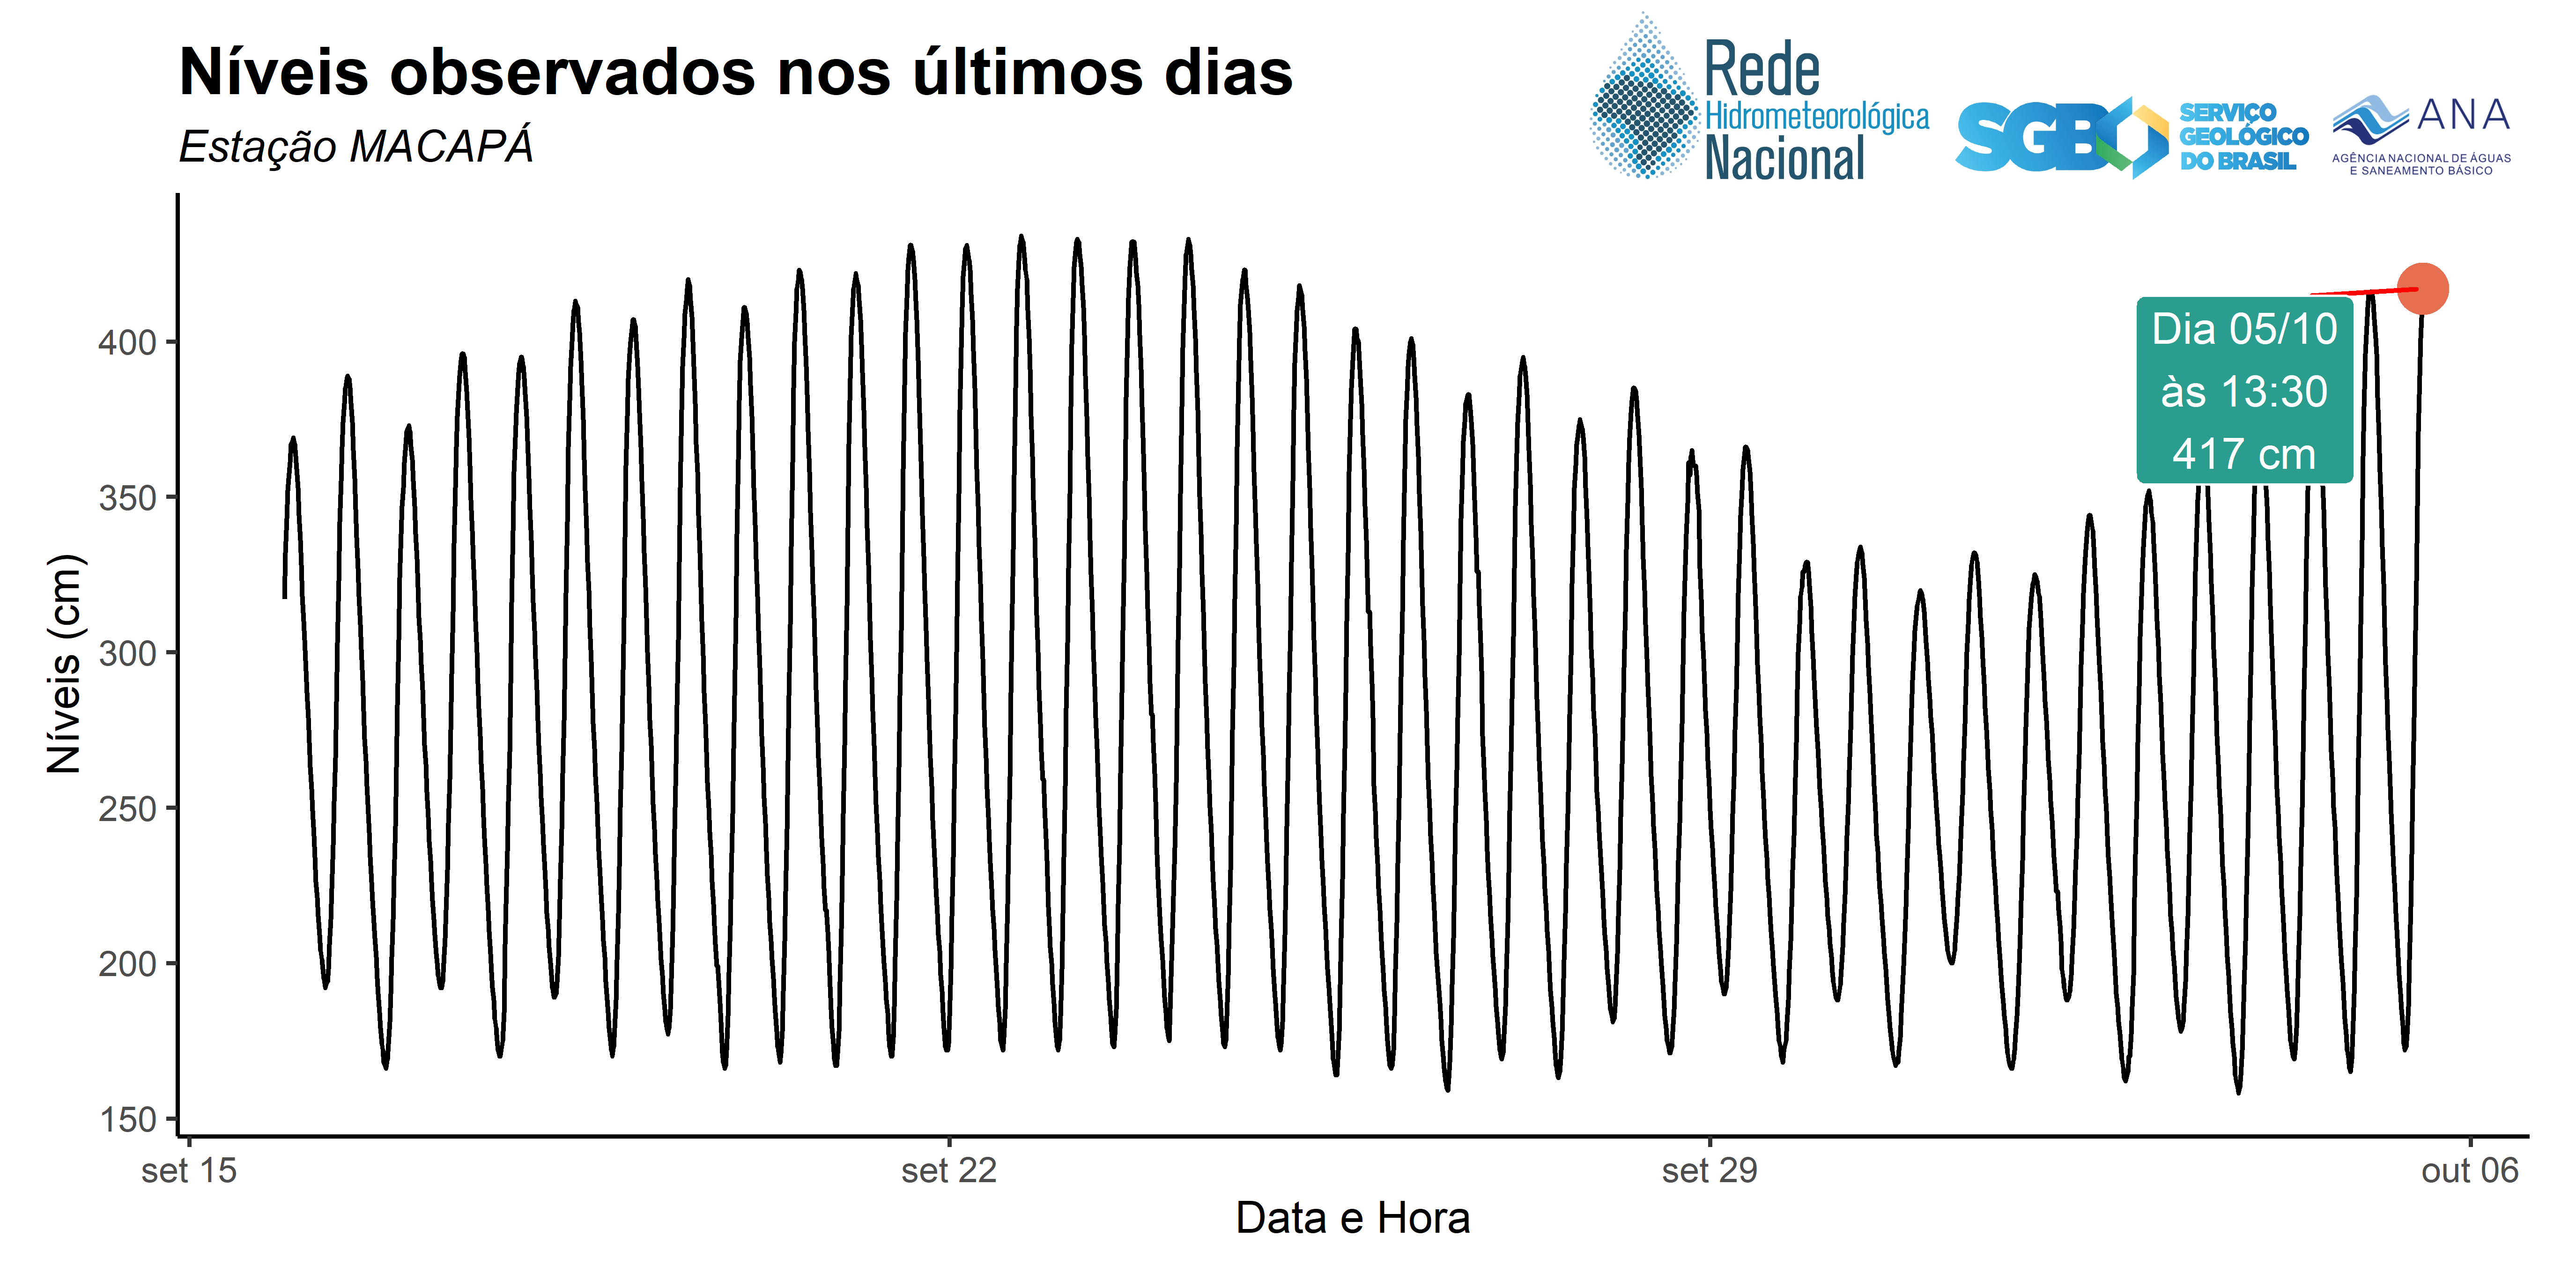 Níveis observados nos últimos dias
Estação MACAPÁ
Rede
Hidrometeorológica
Nacional
SGB
SERVIÇO
GEOLÓGICO
DO BRASIL
ANA
AGÊNCIA NACIONAL DE ÁGUAS
E SANEAMENTO BÁSICO
Níveis (cm)
400
350
300
250
200
150
Dia 05/10
às 13:30
417 cm
set 15
set 22
set 29
out 06
Data e Hora